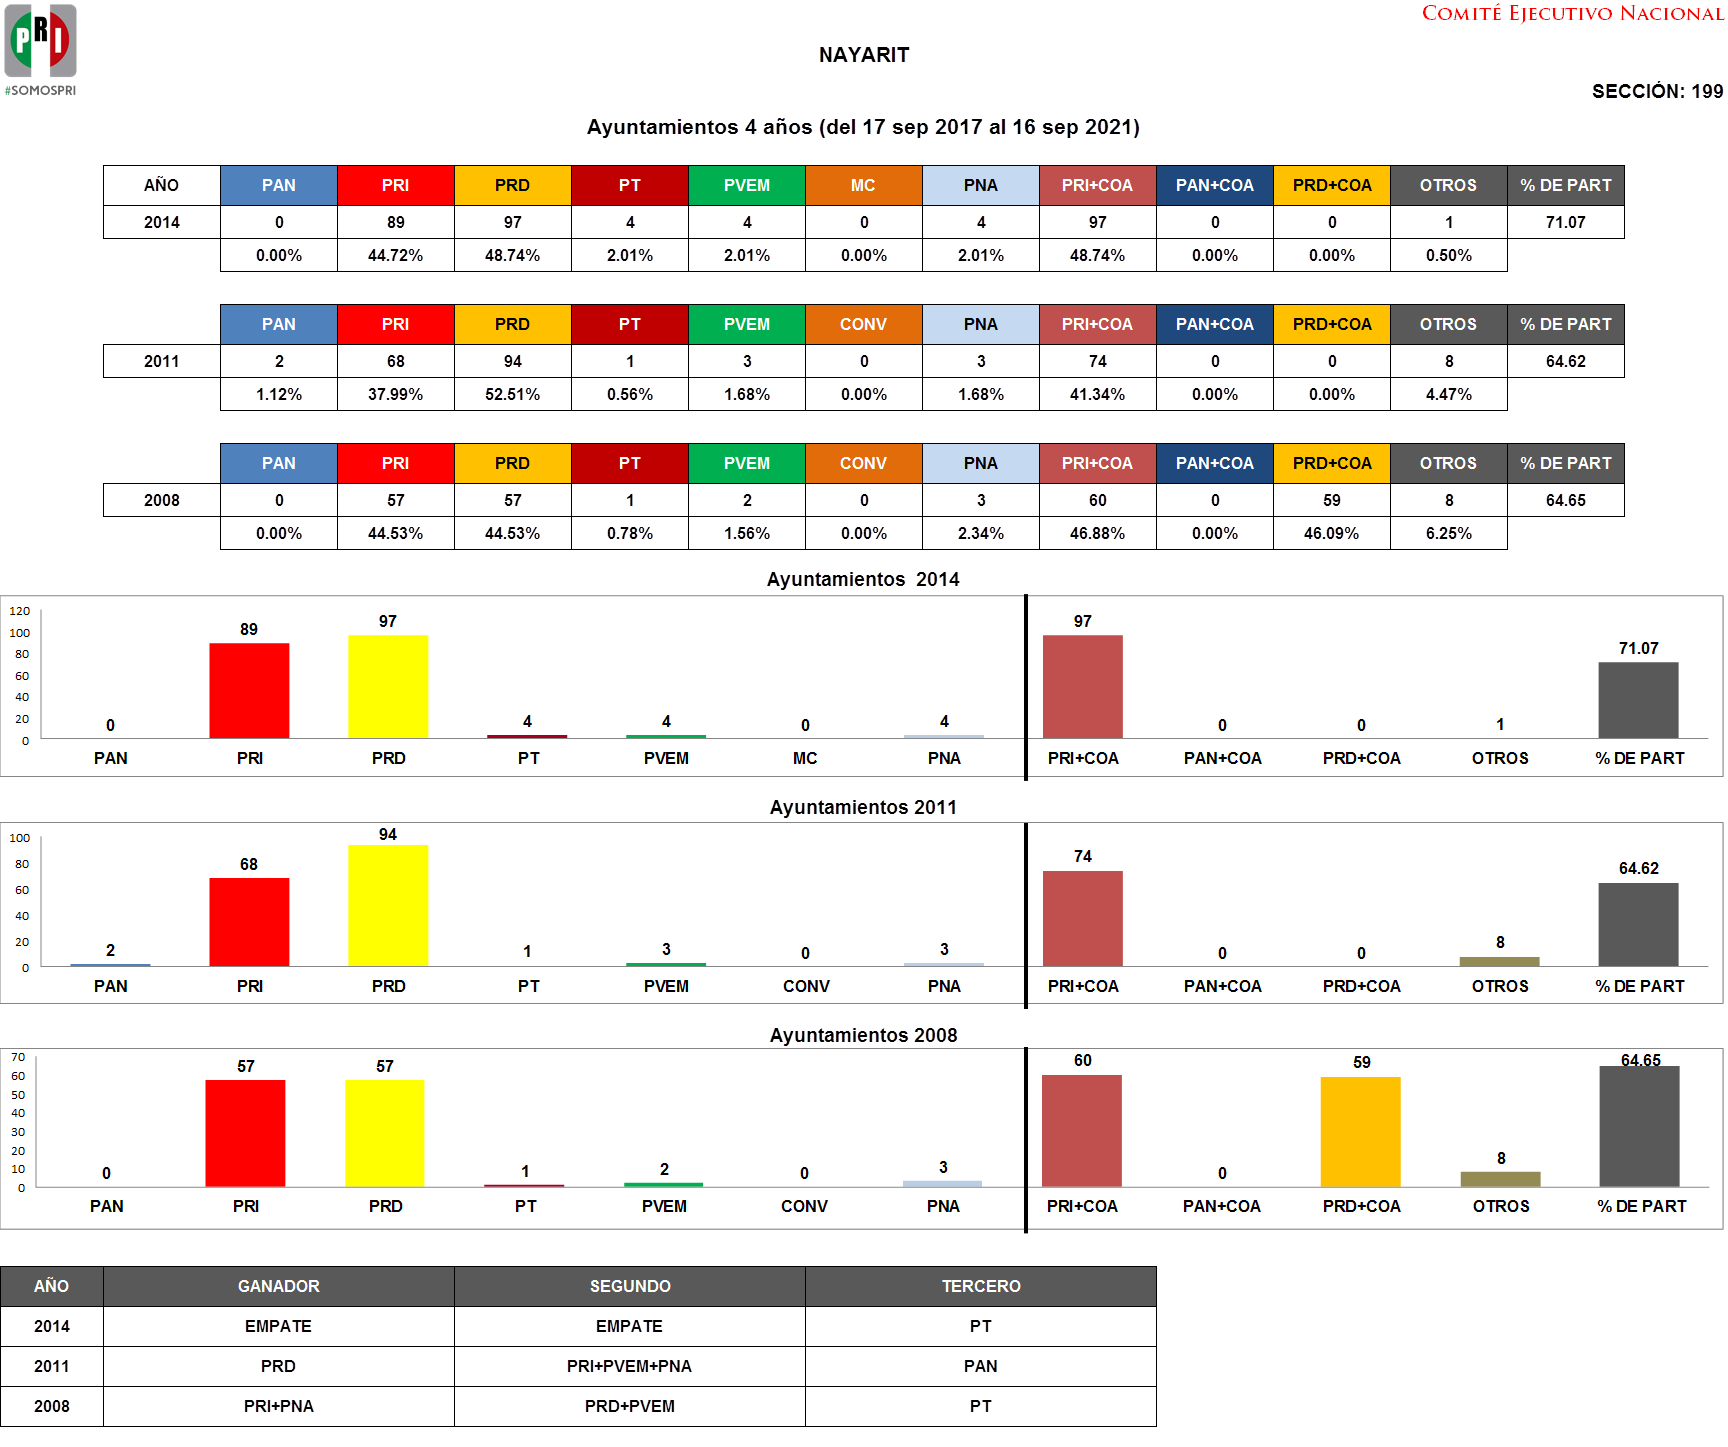 PRI
#SOMOSPRI
COMITÉ EJECUTIVO NACIONAL
NAYARIT
SECCIÓN: 199
Ayuntamientos 4 años (del 17 sep 2017 al 16 sep 2021)
AÑO PAN PRI PRD PT PVEM MC PNA PRI+COA PAN+COA PRD+COA OTROS % DE PART
2014 0 89 97 4 4 0 4 97 0 0 1 71.07
0.00% 44.72% 48.74% 2.01% 2.01% 0.00% 2.01% 48.74% 0.00% 0.00% 0.50%
PAN PRI PRD PT PVEM CONV PNA PRI+COA PAN+COA PRD+COA OTROS % DE PART
2011 2 68 94 1 3 0 3 74 0 0 8 64.62
1.12% 37.99% 52.51% 0.56% 1.68% 0.00% 1.68% 41.34% 0.00% 0.00% 4.47%
PAN PRI PRD PT PVEM CONV PNA PRI+COA PAN+COA PRD+COA OTROS % DE PART
2008 0 57 57 1 2 0 3 60 0 59 8 64.65
0.00% 44.53% 44.53% 0.78% 1.56% 0.00% 2.34% 46.88% 0.00% 46.09% 6.25%
Ayuntamientos 2014
120
100
80
60
40
20
0
0 89 97 4 4 0 4 97 0 0 1 71.07
PAN PRI PRD PT PVEM MC PNA PRI+COA PAN+COA PRD+COA OTROS % DE PART
Ayuntamientos 2011
100
80
60
40
20
0
2 68 94 1 3 0 3 74 0 0 8 64.62
PAN PRI PRD PT PVEM CONV PNA PRI+COA PAN+COA PRD+COA OTROS % DE PART
Ayuntamientos 2008
70
60
50
40
30
20
10
0
0 57 57 1 2 0 3 60 0 59 8 64.65
PAN PRI PRD PT PVEM CONV PNA PRI+COA PAN+COA PRD+COA OTROS % DE PART
AÑO GANADOR SEGUNDO TERCERO
2014 EMPATE EMPATE PT
2011 PRD PRI+PVEM+PNA PAN
2008 PRI+PNA PRD+PVEM PT